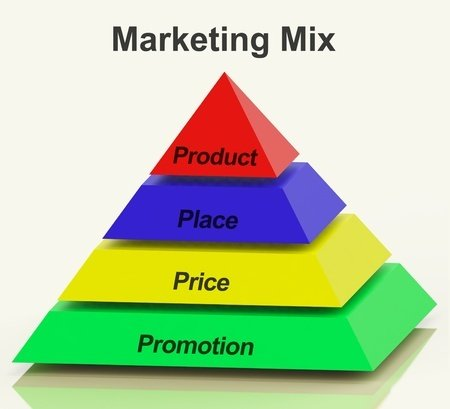 Marketing Mix
Product
Place
Price
Promotion